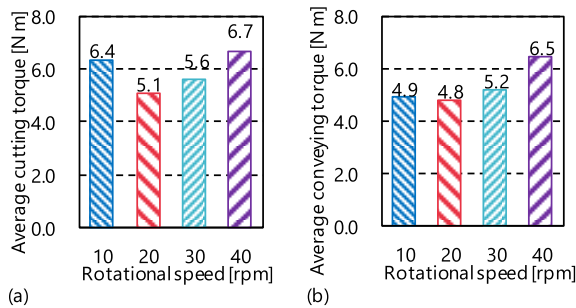 (a)
Average cutting torque [N m]
8.0
6.0
4.0
2.0
0.0
6.4
5.1
5.6
6.7
10 20 30 40
Rotational speed [rpm]
(b)
Average conveying torque [N m]
8.0
6.0
4.0
2.0
0.0
4.9
4.8
5.2
6.5
10 20 30 40
Rotational speed [rpm]